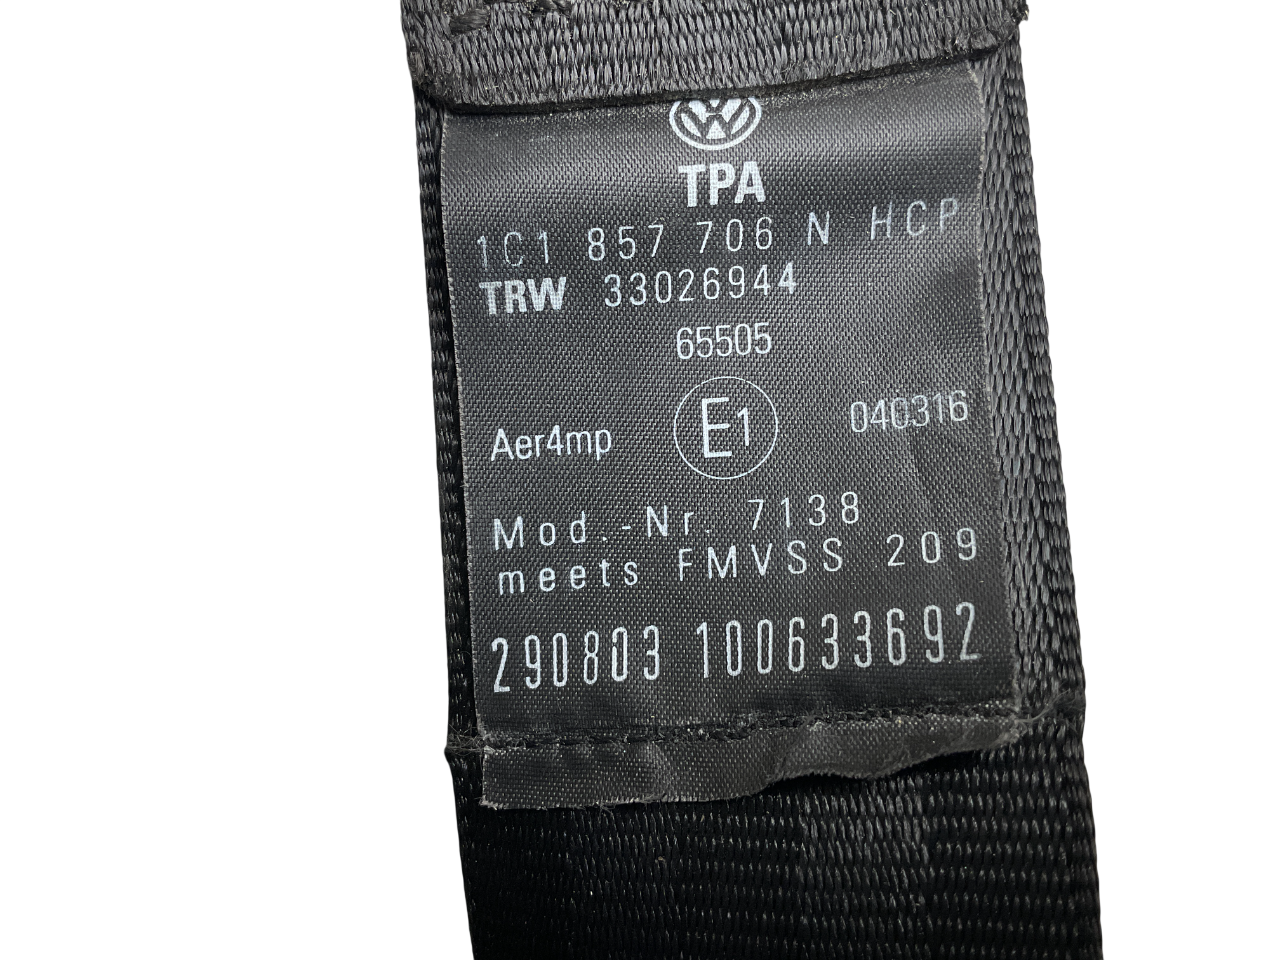 TPA
1C1 857 706 N HCP
TRW 33026944
65505
Aer4mp E1 040316
Mod.-Nr. 7138
meets FMVSS 209
290803 100633692